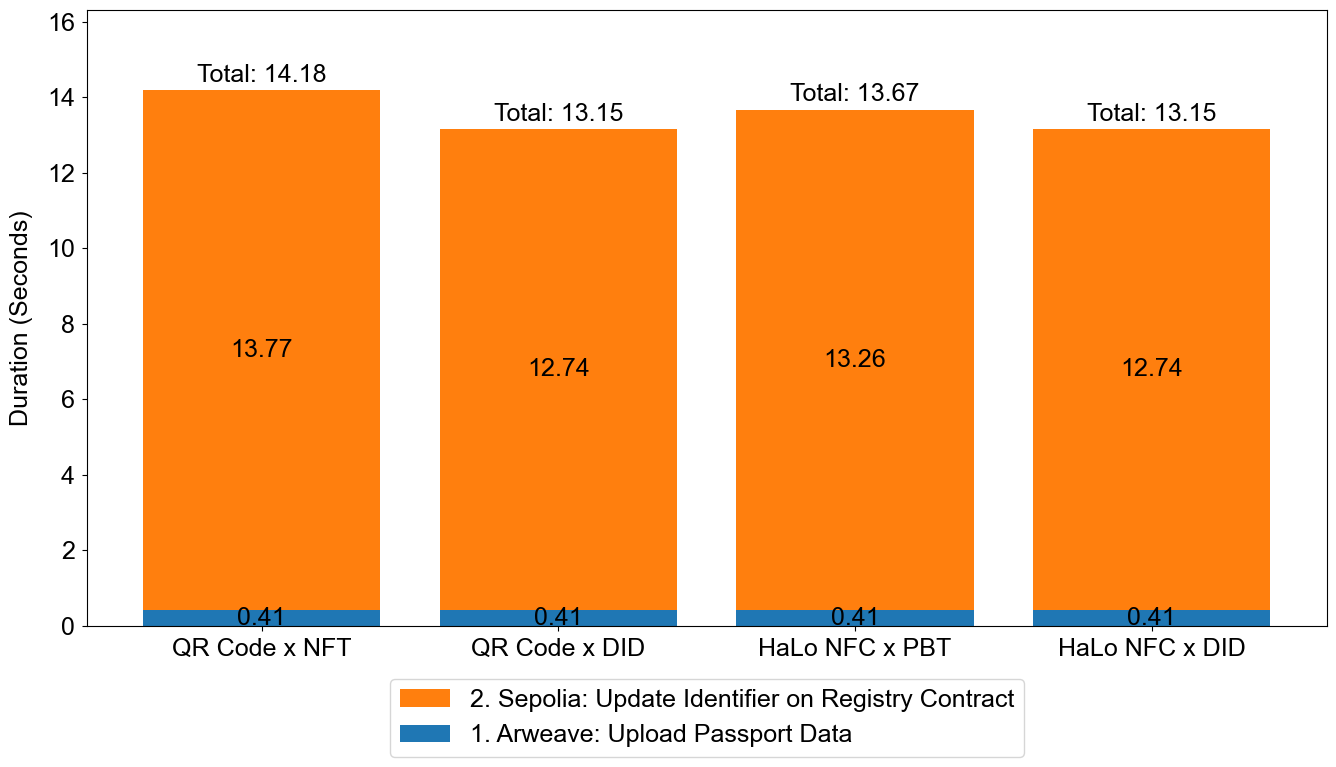 16
14
12
10
8
6
4
2
0
Duration (Seconds)
Total: 14.18
Total: 13.15
Total: 13.67
Total: 13.15
13.77
12.74
13.26
12.74
0.41
0.41
0.41
0.41
QR Code x NFT
QR Code x DID
HaLo NFC x PBT
HaLo NFC x DID
2. Sepolia: Update Identifier on Registry Contract
1. Arweave: Upload Passport Data